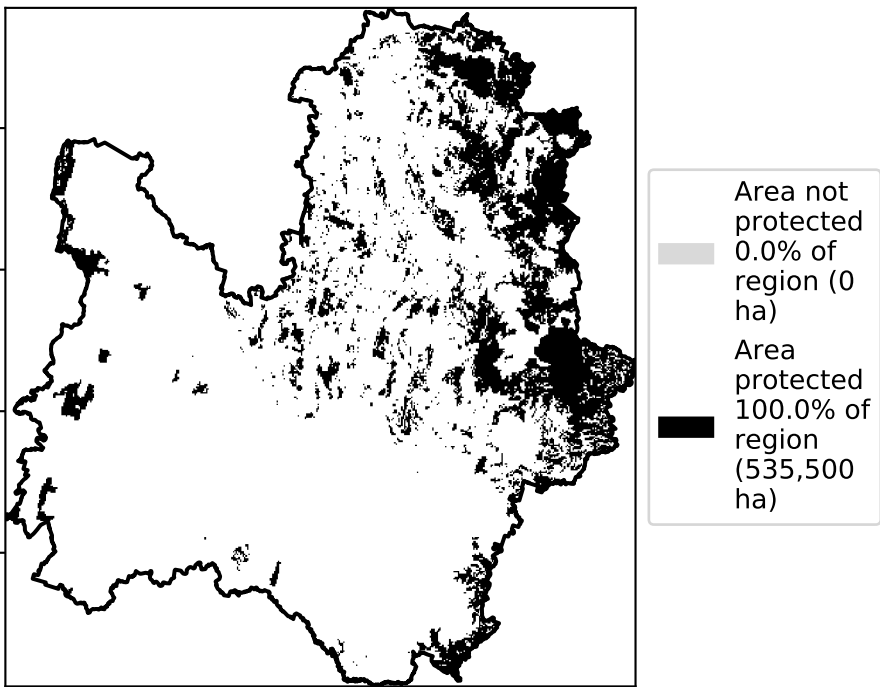 Area not
protected
0.0% of
region (0
ha)
Area
protected
100.0% of
region
(535,500
ha)